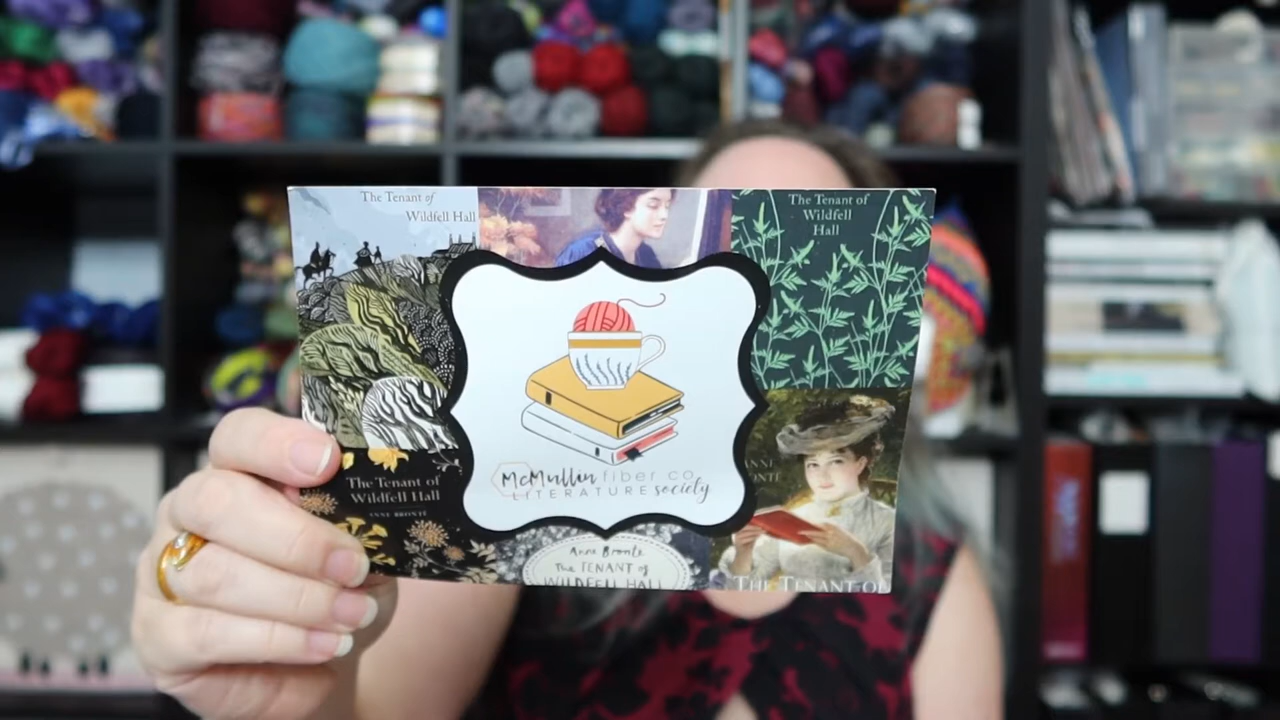 The Tenant of
Wildfell Hall
The Tenant of
Wildfell
Hall
McMullin fiber co.
LITERATURE society
The Tenant of
Wildfell Hall
ANNE BRONTË
Anne Brontë
THE TENANT of
WILDFELL HALL
ANNE
THE TENANT OF